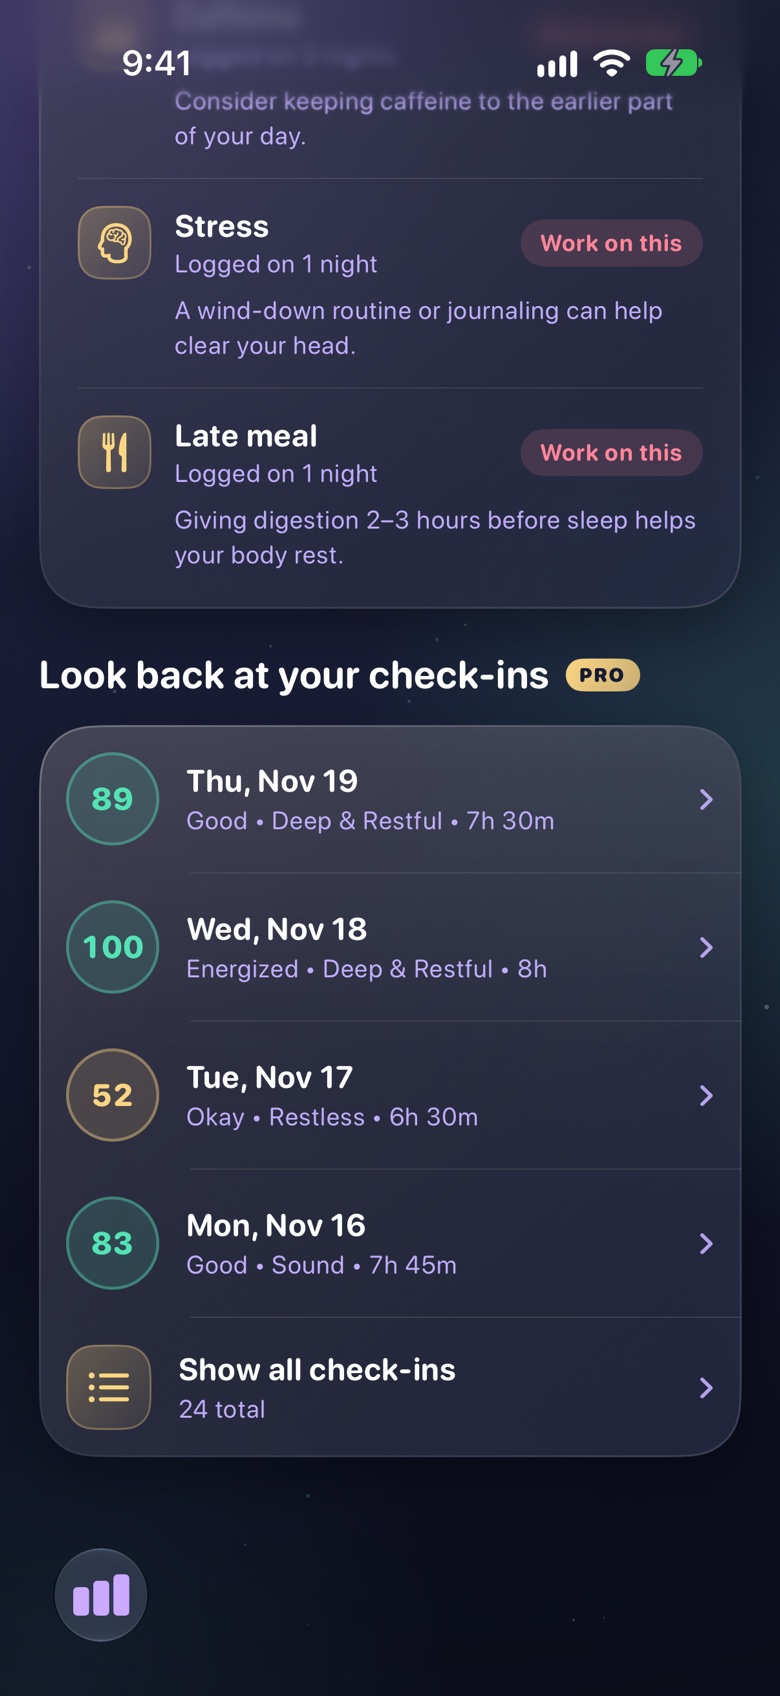 9:41
Consider keeping caffeine to the earlier part
of your day.
Stress
Work on this
Logged on 1 night
A wind-down routine or journaling can help
clear your head.
Late meal
Work on this
Logged on 1 night
Giving digestion 2–3 hours before sleep helps
your body rest.
Look back at your check-ins PRO
89
Thu, Nov 19
Good • Deep & Restful • 7h 30m
100
Wed, Nov 18
Energized • Deep & Restful • 8h
52
Tue, Nov 17
Okay • Restless • 6h 30m
83
Mon, Nov 16
Good • Sound • 7h 45m
Show all check-ins
24 total